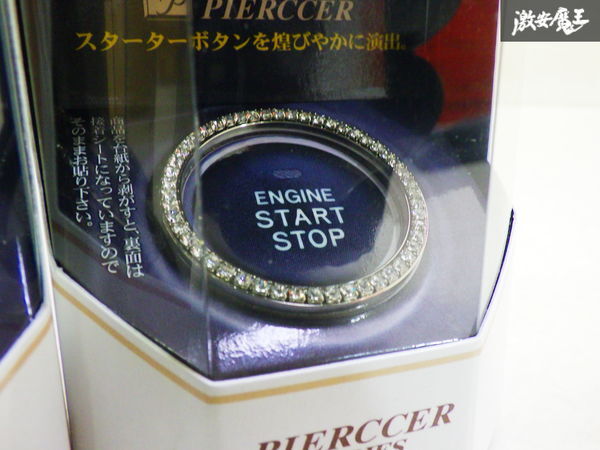 PIERCCER
激安魔王
スターターボタンを煌びやかに演出。
ENGINE
START
STOP
商品を台紙から剥がすと、裏面は
接着シートになっていますので
そのままお貼り下さい。
PIERCCER